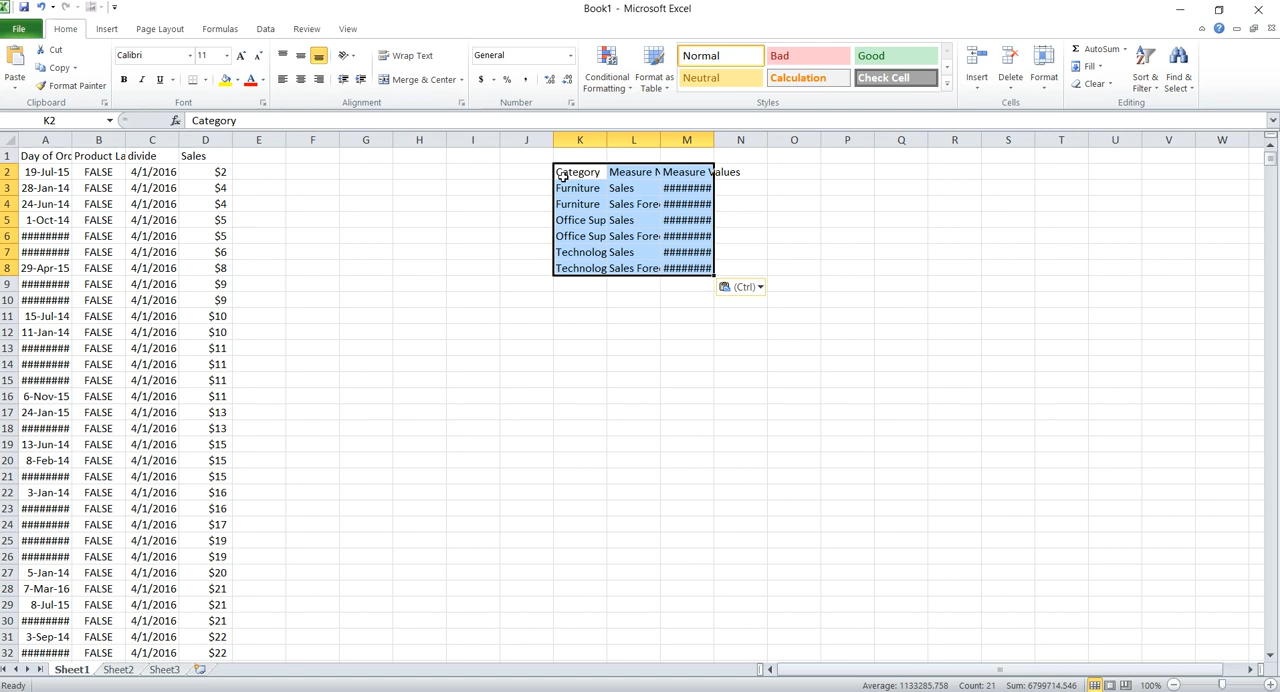 Book1 - Microsoft Excel
File Home Insert Page Layout Formulas Data Review View
Paste Cut Copy Format Painter Clipboard
Calibri 11 A A B I U A Font
Wrap Text Merge & Center Alignment
General $ % , Number
Conditional Formatting Format as Table
Normal Bad Good
Neutral Calculation Check Cell
Styles
Insert Delete Format Cells
AutoSum Fill Clear Sort & Filter Find & Select Editing
K2 fx Category
A B C D E F G H I J K L M N O P Q R S T U V W
1 Day of Orc Product La divide Sales
2 19-Jul-15 FALSE 4/1/2016 $2 Category Measure N Measure Values
3 28-Jan-14 FALSE 4/1/2016 $4 Furniture Sales ########
4 24-Jun-14 FALSE 4/1/2016 $4 Furniture Sales Fore ########
5 1-Oct-14 FALSE 4/1/2016 $5 Office Sup Sales ########
6 ######## FALSE 4/1/2016 $5 Office Sup Sales Fore ########
7 ######## FALSE 4/1/2016 $6 Technolog Sales ########
8 29-Apr-15 FALSE 4/1/2016 $8 Technolog Sales Fore ########
9 ######## FALSE 4/1/2016 $9 (Ctrl)
10 ######## FALSE 4/1/2016 $9
11 15-Jul-14 FALSE 4/1/2016 $10
12 11-Jan-14 FALSE 4/1/2016 $10
13 ######## FALSE 4/1/2016 $11
14 ######## FALSE 4/1/2016 $11
15 ######## FALSE 4/1/2016 $11
16 6-Nov-15 FALSE 4/1/2016 $11
17 24-Jan-15 FALSE 4/1/2016 $13
18 ######## FALSE 4/1/2016 $13
19 13-Jun-14 FALSE 4/1/2016 $15
20 8-Feb-14 FALSE 4/1/2016 $15
21 ######## FALSE 4/1/2016 $15
22 3-Jan-14 FALSE 4/1/2016 $16
23 ######## FALSE 4/1/2016 $16
24 ######## FALSE 4/1/2016 $17
25 ######## FALSE 4/1/2016 $19
26 ######## FALSE 4/1/2016 $19
27 5-Jan-14 FALSE 4/1/2016 $20
28 7-Mar-16 FALSE 4/1/2016 $21
29 8-Jul-15 FALSE 4/1/2016 $21
30 ######## FALSE 4/1/2016 $21
31 3-Sep-14 FALSE 4/1/2016 $22
32 ######## FALSE 4/1/2016 $22
Sheet1 Sheet2 Sheet3
Ready Average: 1133285.758 Count: 21 Sum: 6799714.546 100%